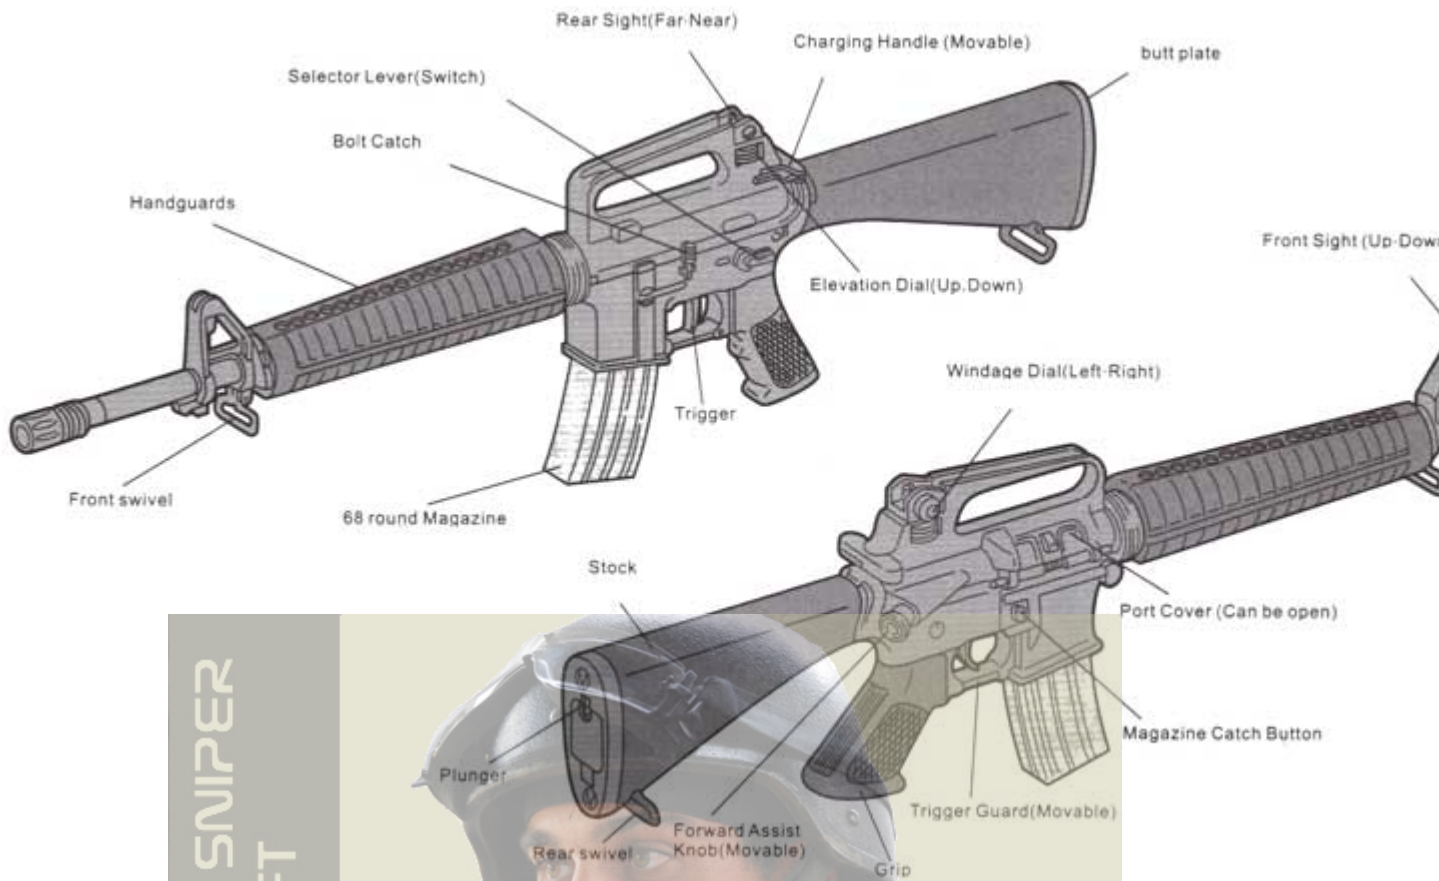 Rear Sight(Far-Near)
Charging Handle (Movable)
butt plate
Selector Lever(Switch)
Bolt Catch
Handguards
Front Sight (Up-Down
Elevation Dial(Up.Down)
Windage Dial(Left-Right)
Trigger
Front swivel
68 round Magazine
Stock
Port Cover (Can be open)
Magazine Catch Button
Plunger
Trigger Guard(Movable)
Forward Assist
Knob(Movable)
Rear swivel
Grip
SNIPER
FT